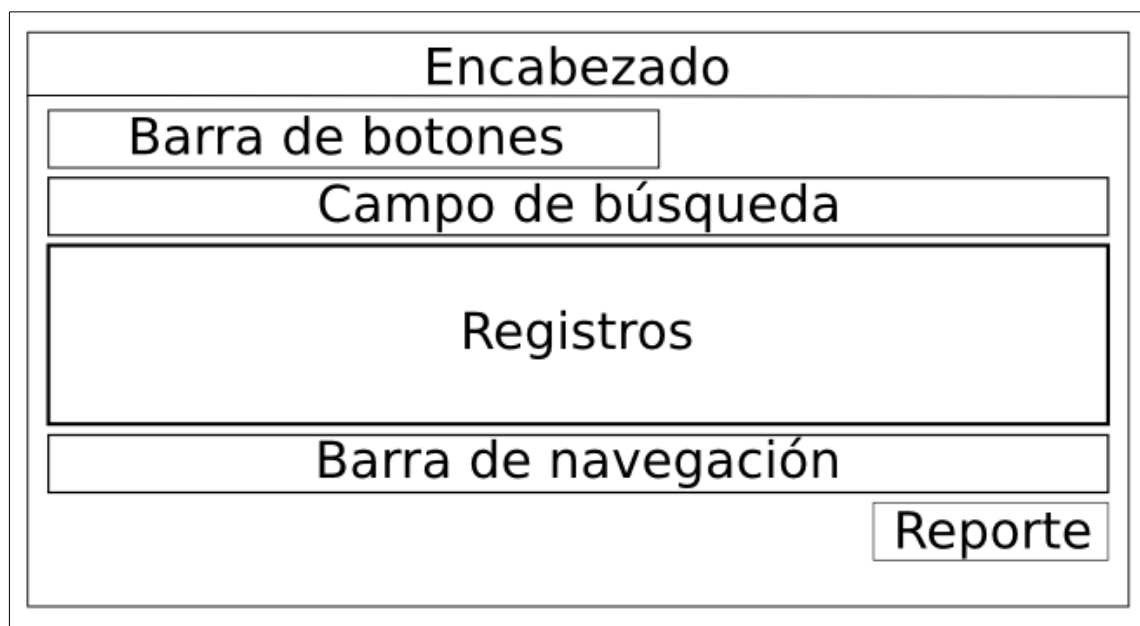 Encabezado
Barra de botones
Campo de búsqueda
Registros
Barra de navegación
Reporte